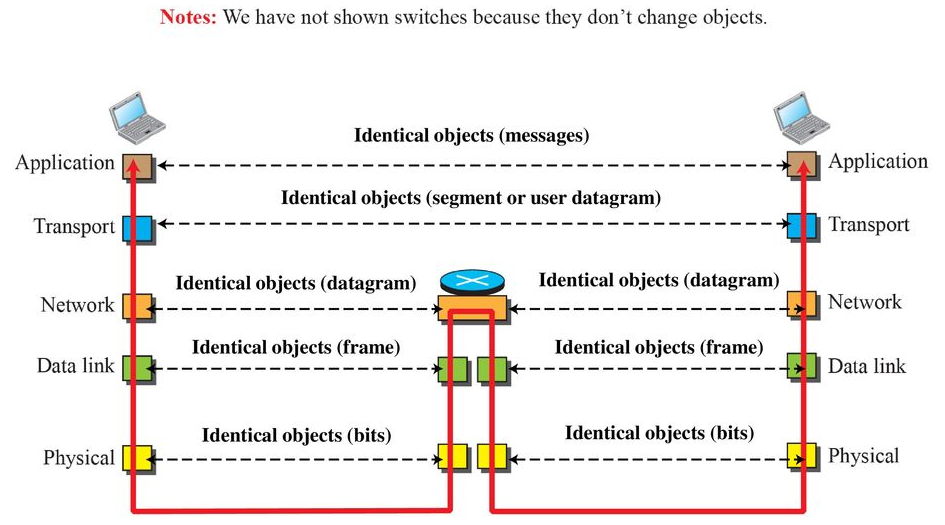 Notes: We have not shown switches because they don't change objects.
Identical objects (messages)
Application
Application
Identical objects (segment or user datagram)
Transport
Transport
Identical objects (datagram)
Identical objects (datagram)
Network
Network
Identical objects (frame)
Identical objects (frame)
Data link
Data link
Identical objects (bits)
Identical objects (bits)
Physical
Physical